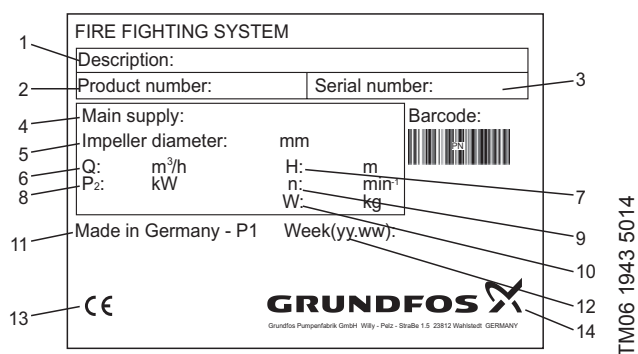 FIRE FIGHTING SYSTEM
1 Description:
2 Product number: Serial number: 3
4 Main supply: Barcode:
PN
5 Impeller diameter: mm
6 Q: m³/h H: m 7
8 P₂: kW n: min⁻¹ 9
W: kg 10
11 Made in Germany - P1 Week(yy.ww): 12
13 CE GRUNDFOS 14
Grundfos Pumpenfabrik GmbH Willy - Pelz - Straße 1.5 23812 Wahlstedt GERMANY
TM06 1943 5014